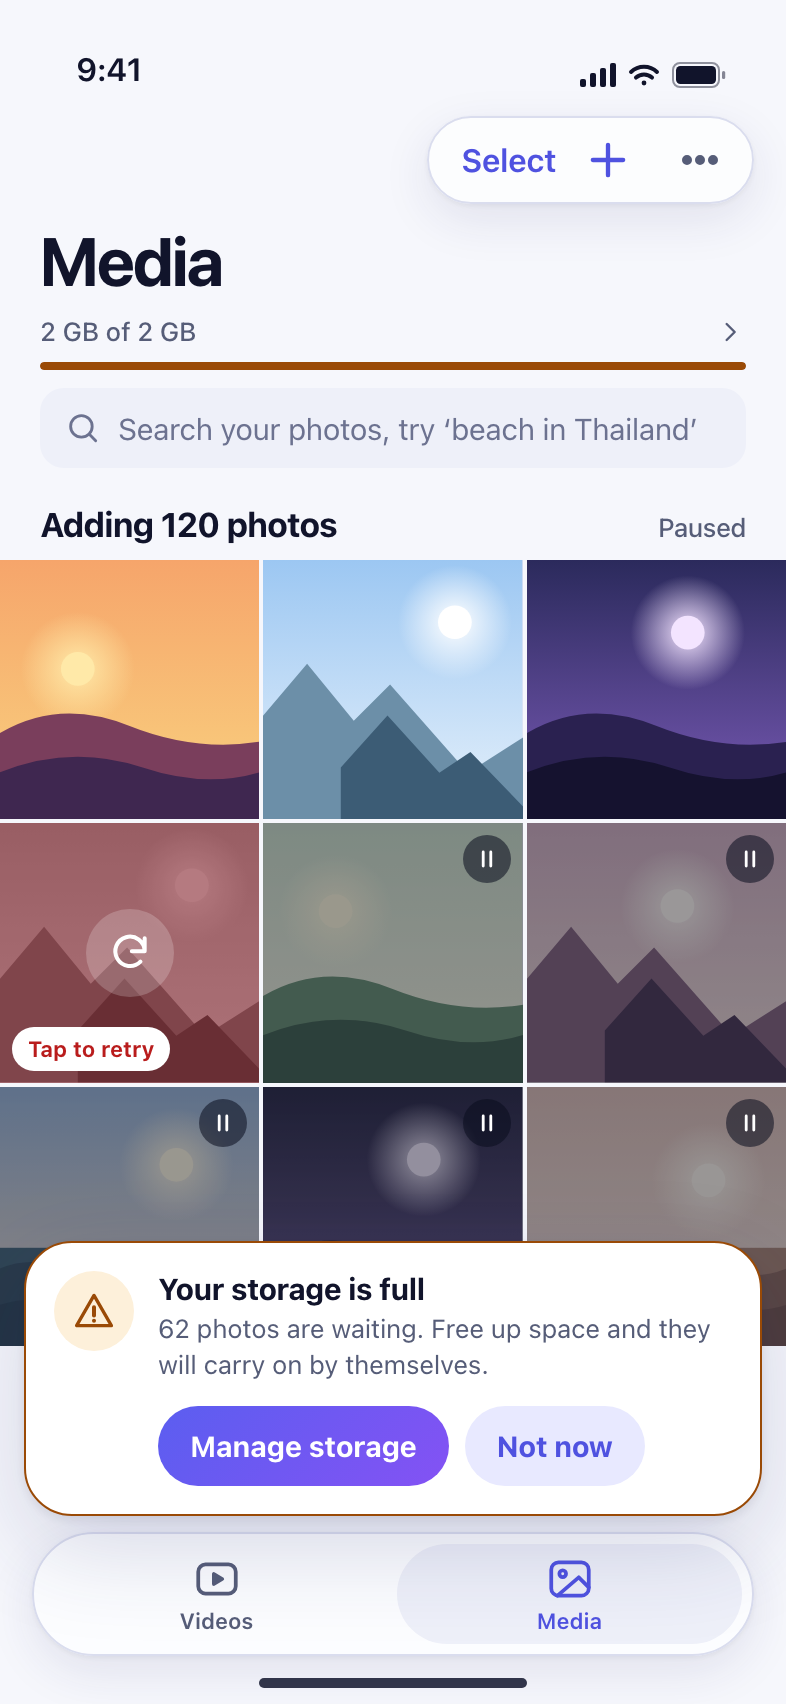 9:41
Select
Media
2 GB of 2 GB
Search your photos, try ‘beach in Thailand’
Adding 120 photos
Paused
Tap to retry
Your storage is full
62 photos are waiting. Free up space and they
will carry on by themselves.
Manage storage
Not now
Videos
Media